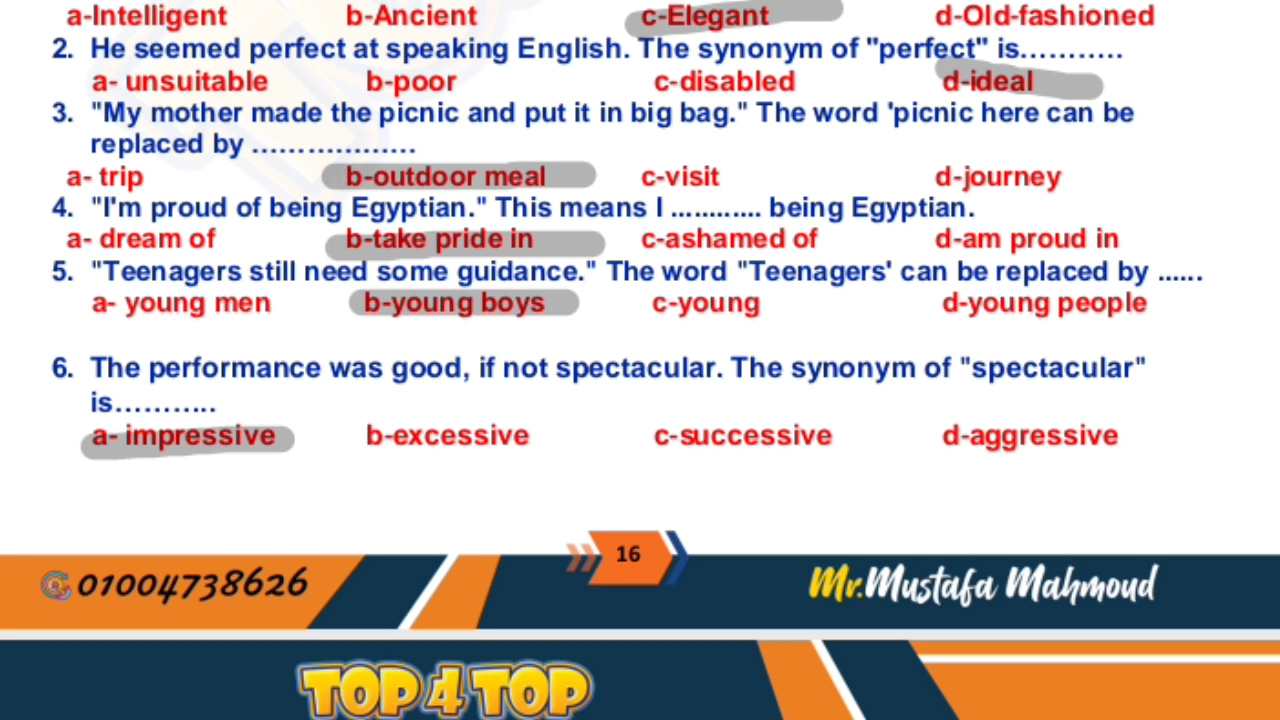 a-Intelligent b-Ancient c-Elegant d-Old-fashioned
2. He seemed perfect at speaking English. The synonym of "perfect" is...........
a- unsuitable b-poor c-disabled d-ideal
3. "My mother made the picnic and put it in big bag." The word 'picnic here can be
replaced by ..................
a- trip b-outdoor meal c-visit d-journey
4. "I'm proud of being Egyptian." This means I ............. being Egyptian.
a- dream of b-take pride in c-ashamed of d-am proud in
5. "Teenagers still need some guidance." The word "Teenagers' can be replaced by ......
a- young men b-young boys c-young d-young people
6. The performance was good, if not spectacular. The synonym of "spectacular"
is...........
a- impressive b-excessive c-successive d-aggressive
16
01004738626 Mr.Mustafa Mahmoud
TOP 4 TOP